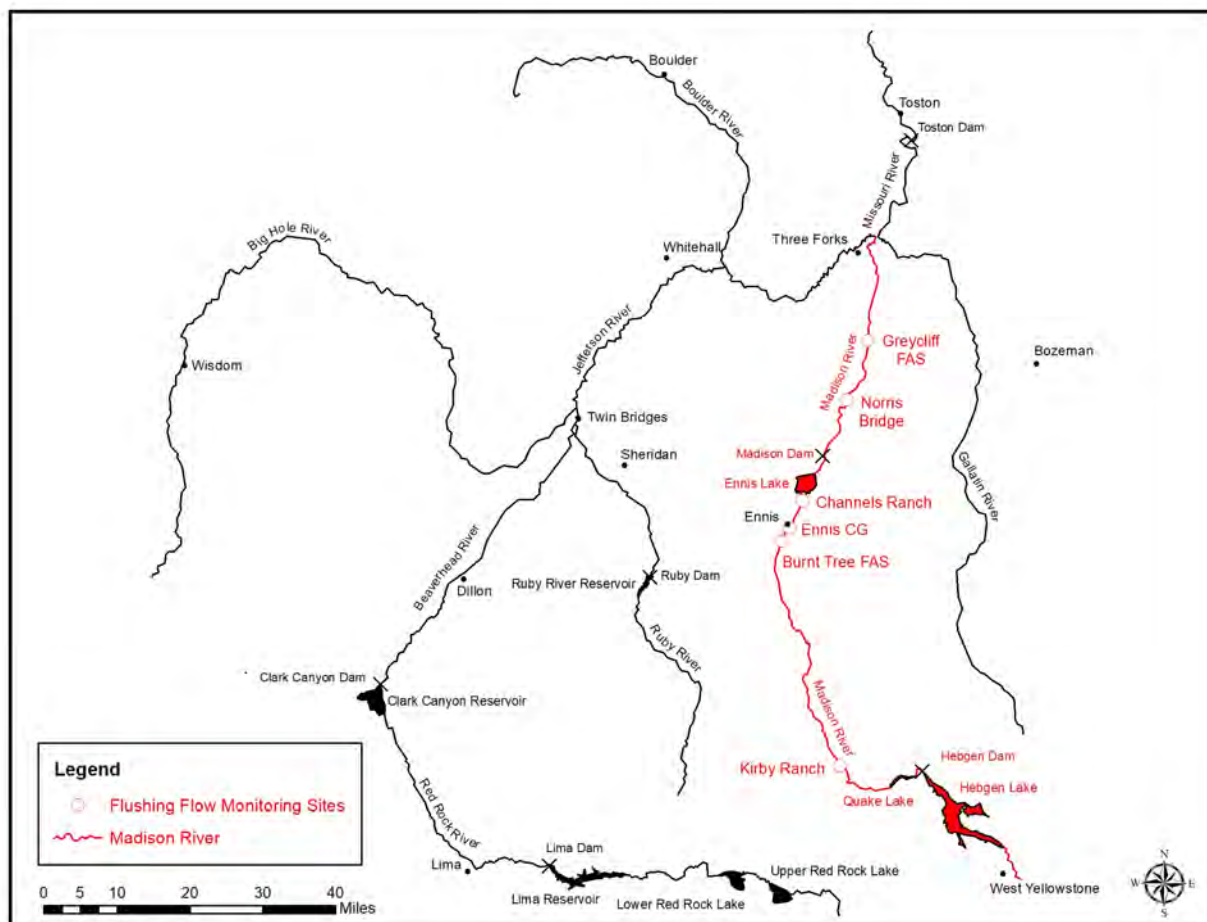 Boulder
Boulder River
Toston
Toston Dam
Missouri River
Big Hole River
Whitehall
Three Forks
Jefferson River
Wisdom
Greycliff
FAS
Bozeman
Madison River
Norris
Bridge
Twin Bridges
Sheridan
Madison Dam
Ennis Lake
Gallatin River
Channels Ranch
Ennis
Ennis CG
Burnt Tree FAS
Beaverhead River
Dillon
Ruby River Reservoir
Ruby Dam
Ruby River
Clark Canyon Dam
Clark Canyon Reservoir
Madison River
Kirby Ranch
Hebgen Dam
Hebgen Lake
Quake Lake
Red Rock River
Lima
Lima Dam
Lima Reservoir
Upper Red Rock Lake
Lower Red Rock Lake
West Yellowstone
Legend
Flushing Flow Monitoring Sites
Madison River
0 5 10 20 30 40
Miles
N
W E
S